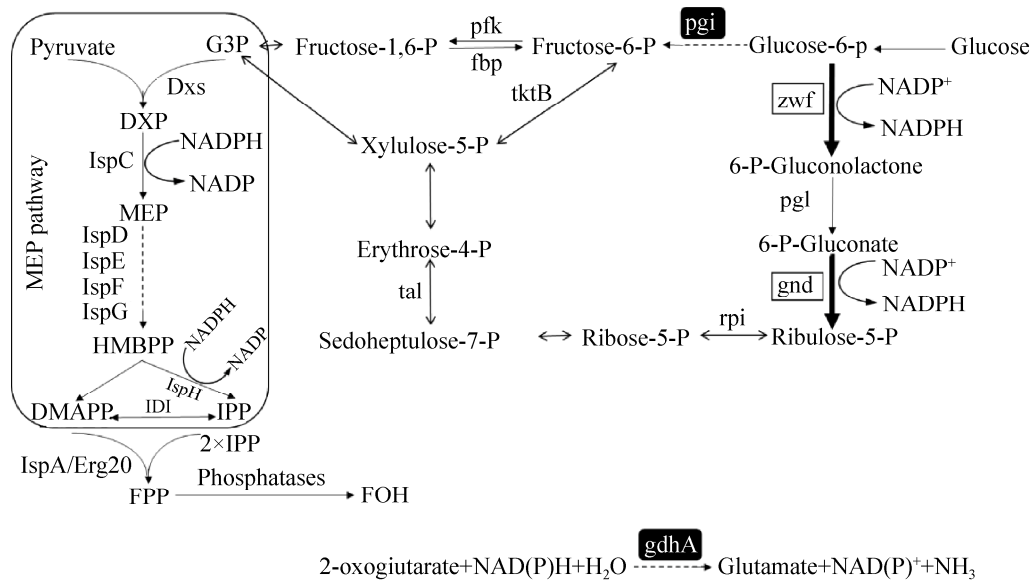 Pyruvate
G3P
Fructose-1,6-P
pfk
fbp
Fructose-6-P
pgi
Glucose-6-p
Glucose
Dxs
tktB
zwf
NADP+
NADPH
DXP
IspC
NADPH
NADP
Xylulose-5-P
6-P-Gluconolactone
pgl
MEP pathway
MEP
IspD
IspE
IspF
IspG
Erythrose-4-P
6-P-Gluconate
gnd
NADP+
NADPH
tal
HMBPP
NADPH
NADP
IspH
Sedoheptulose-7-P
Ribose-5-P
rpi
Ribulose-5-P
DMAPP
IDI
IPP
2×IPP
IspA/Erg20
FPP
Phosphatases
FOH
gdhA
2-oxogiutarate+NAD(P)H+H2O
Glutamate+NAD(P)++NH3